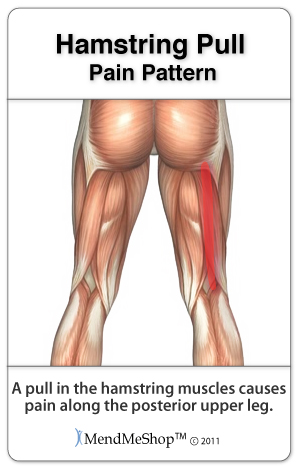 Hamstring Pull
Pain Pattern
A pull in the hamstring muscles causes
pain along the posterior upper leg.
MendMeShop™ © 2011